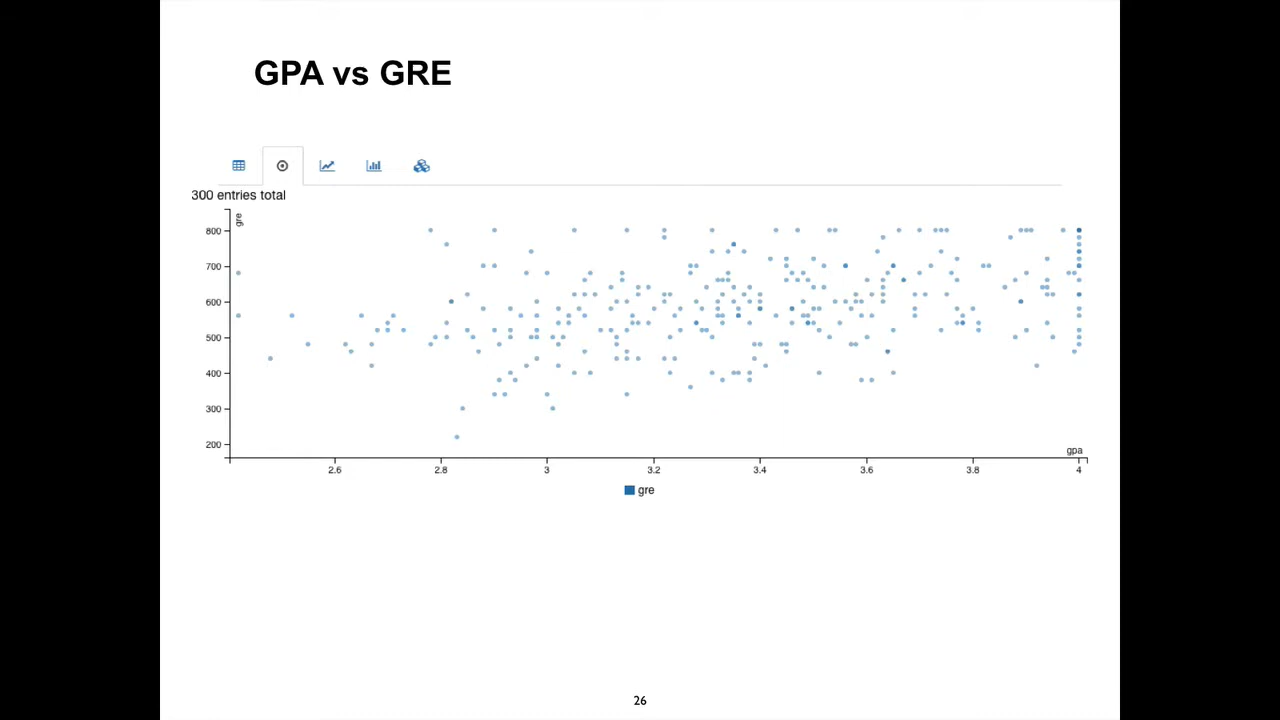 GPA vs GRE
300 entries total
gre
800
700
600
500
400
300
200
gpa
2.6 2.8 3 3.2 3.4 3.6 3.8 4
gre
26